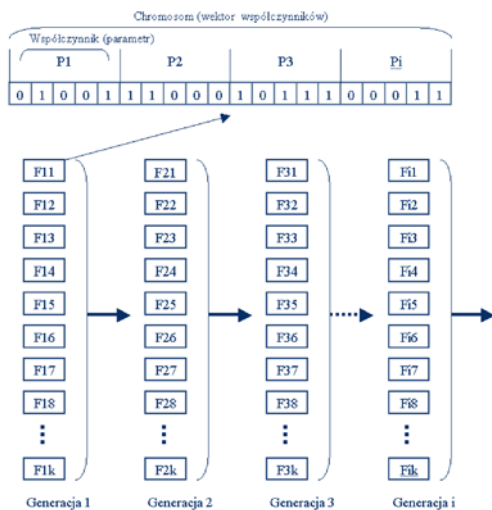 Chromosom (wektor współczynników)
Współczynnik (parametr)
P1 P2 P3 Pi
0 1 0 0 1 1 1 0 0 0 1 0 1 1 1 0 0 0 1 1
F11 F21 F31 Fi1
F12 F22 F32 Fi2
F13 F23 F33 Fi3
F14 F24 F34 Fi4
F15 F25 F35 Fi5
F16 F26 F36 Fi6
F17 F27 F37 Fi7
F18 F28 F38 Fi8
F1k F2k F3k Fik
Generacja 1 Generacja 2 Generacja 3 Generacja i